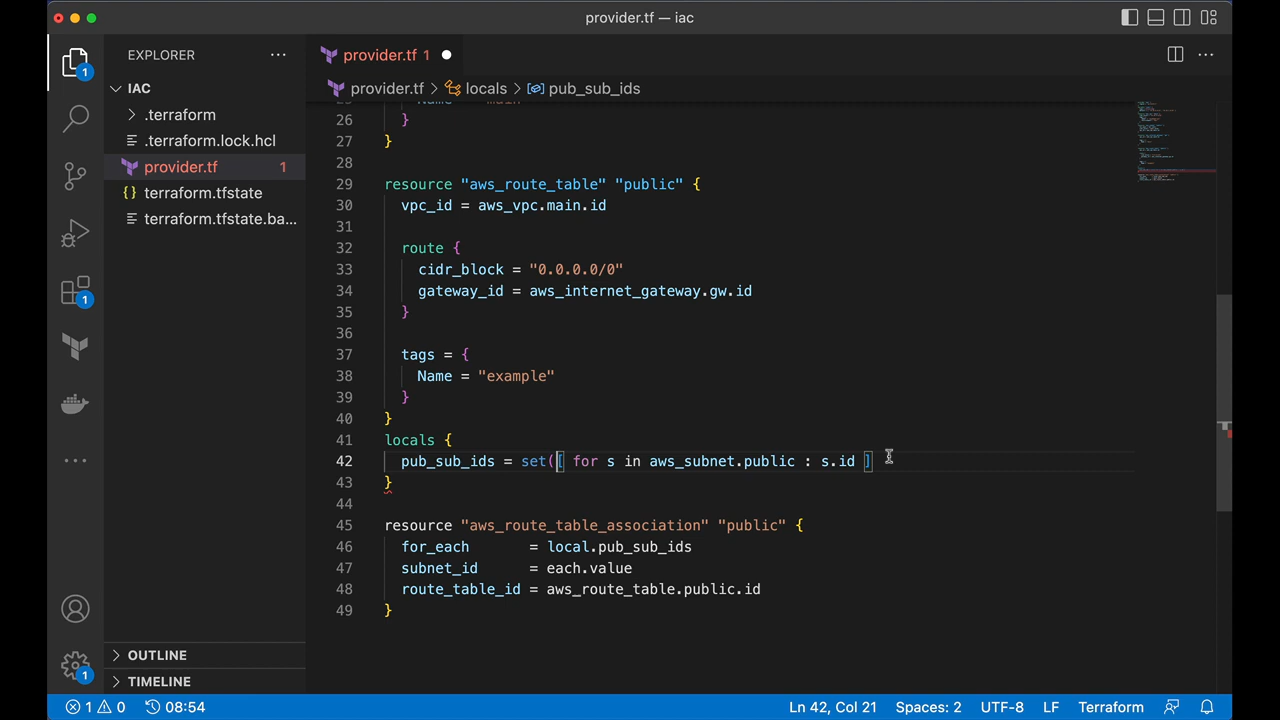 provider.tf — iac
1
EXPLORER
IAC
.terraform
.terraform.lock.hcl
provider.tf 1
terraform.tfstate
terraform.tfstate.ba...
OUTLINE
TIMELINE
provider.tf 1
provider.tf > locals > pub_sub_ids
26 }
27 }
28
29 resource "aws_route_table" "public" {
30 vpc_id = aws_vpc.main.id
31
32 route {
33 cidr_block = "0.0.0.0/0"
34 gateway_id = aws_internet_gateway.gw.id
35 }
36
37 tags = {
38 Name = "example"
39 }
40 }
41 locals {
42 pub_sub_ids = set([ for s in aws_subnet.public : s.id ]
43 }
44
45 resource "aws_route_table_association" "public" {
46 for_each = local.pub_sub_ids
47 subnet_id = each.value
48 route_table_id = aws_route_table.public.id
49 }
1
1
1 0 08:54 Ln 42, Col 21 Spaces: 2 UTF-8 LF Terraform